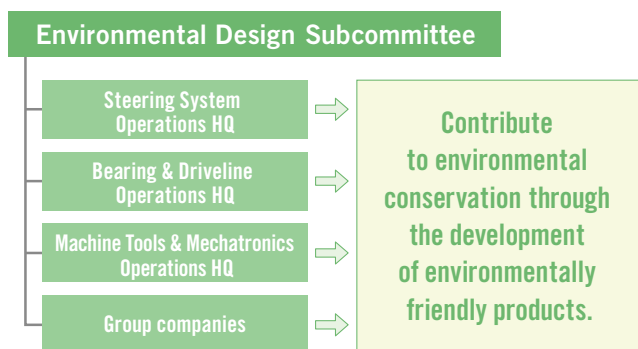 Environmental Design Subcommittee
Steering System
Operations HQ
Bearing & Driveline
Operations HQ
Machine Tools & Mechatronics
Operations HQ
Group companies
Contribute
to environmental
conservation through
the development
of environmentally
friendly products.